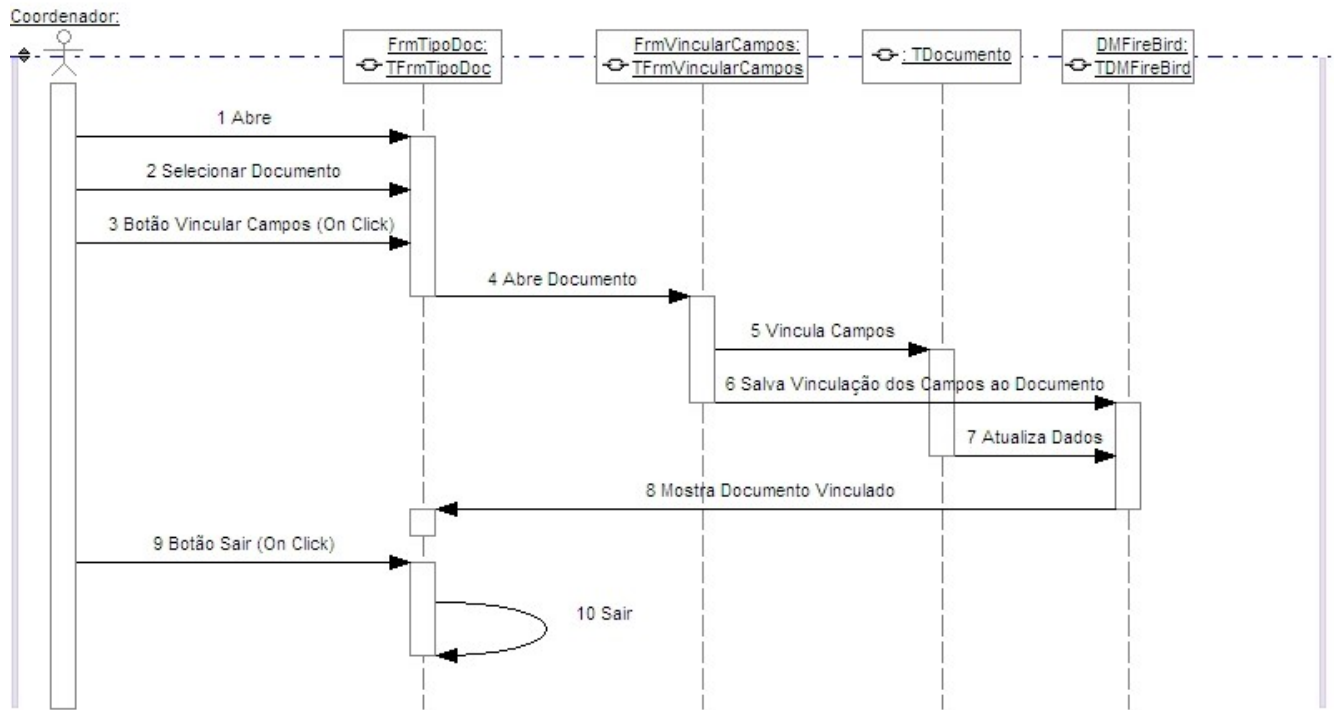 Coordenador:
FrmTipoDoc:
TFrmTipoDoc
FrmVincularCampos:
TFrmVincularCampos
: TDocumento
DMFireBird:
TDMFireBird
1 Abre
2 Selecionar Documento
3 Botão Vincular Campos (On Click)
4 Abre Documento
5 Vincula Campos
6 Salva Vinculação dos Campos ao Documento
7 Atualiza Dados
8 Mostra Documento Vinculado
9 Botão Sair (On Click)
10 Sair